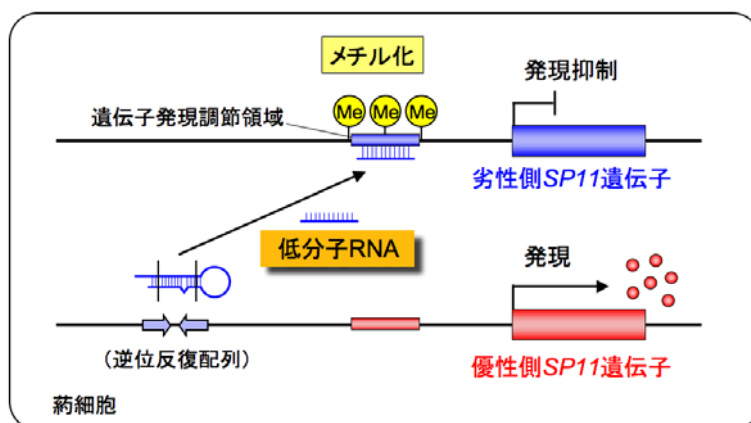 メチル化
Me Me Me
発現抑制
遺伝子発現調節領域
劣性側SP11遺伝子
低分子RNA
発現
(逆位反復配列)
優性側SP11遺伝子
葯細胞